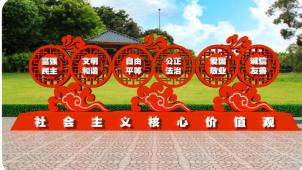 富强
民主
文明
和谐
自由
平等
公正
法治
爱国
敬业
诚信
友善
社会主义核心价值观